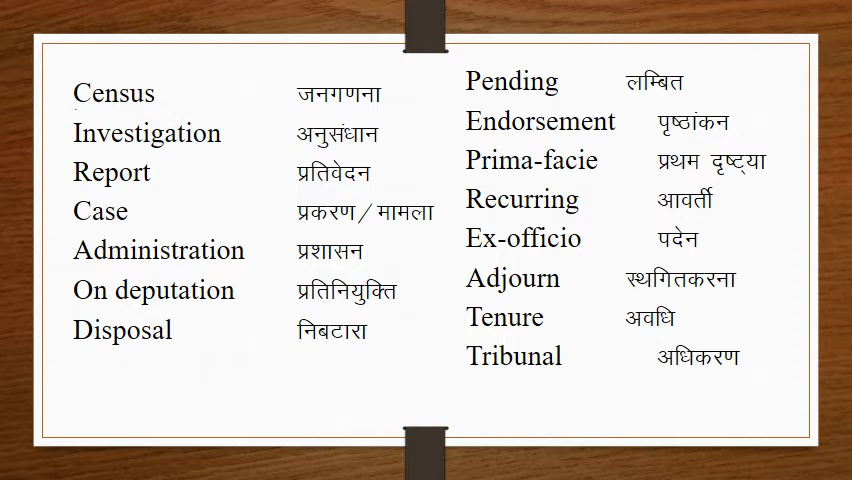 Census जनगणना
Investigation अनुसंधान
Report प्रतिवेदन
Case प्रकरण/मामला
Administration प्रशासन
On deputation प्रतिनियुक्ति
Disposal निबटारा
Pending लम्बित
Endorsement पृष्ठांकन
Prima-facie प्रथम दृष्ट्या
Recurring आवर्ती
Ex-officio पदेन
Adjourn स्थगितकरना
Tenure अवधि
Tribunal अधिकरण